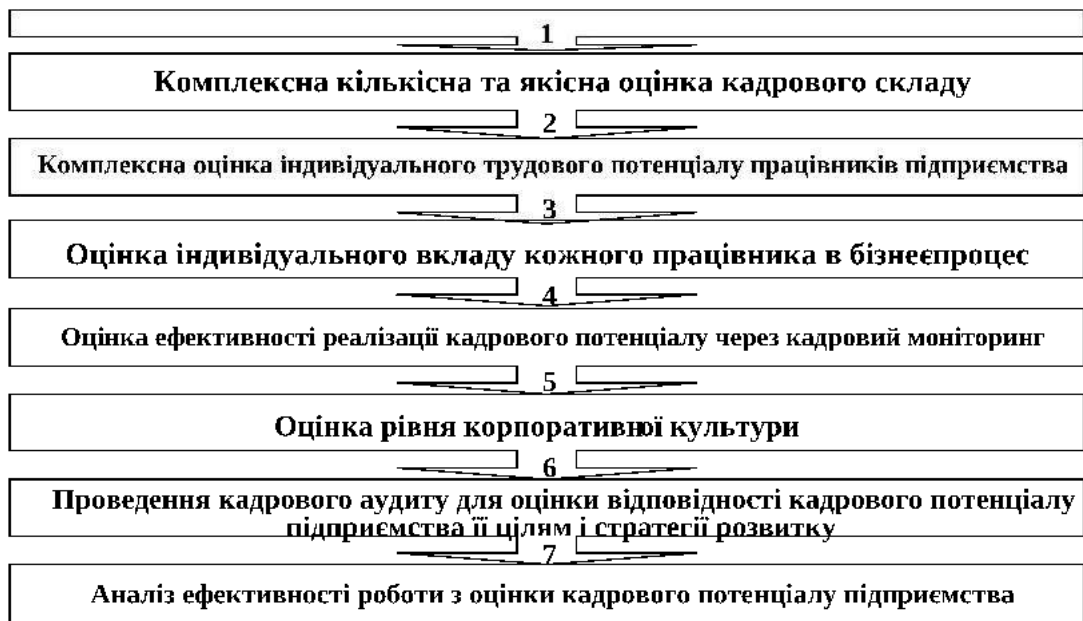 1
Комплексна кількісна та якісна оцінка кадрового складу
2
Комплексна оцінка індивідуального трудового потенціалу працівників підприємства
3
Оцінка індивідуального вкладу кожного працівника в бізнеєпроцес
4
Оцінка ефективності реалізації кадрового потенціалу через кадровий моніторинг
5
Оцінка рівня корпоративної культури
6
Проведення кадрового аудиту для оцінки відповідності кадрового потенціалу
підприємства її цілям і стратегії розвитку
7
Аналіз ефективності роботи з оцінки кадрового потенціалу підприємства